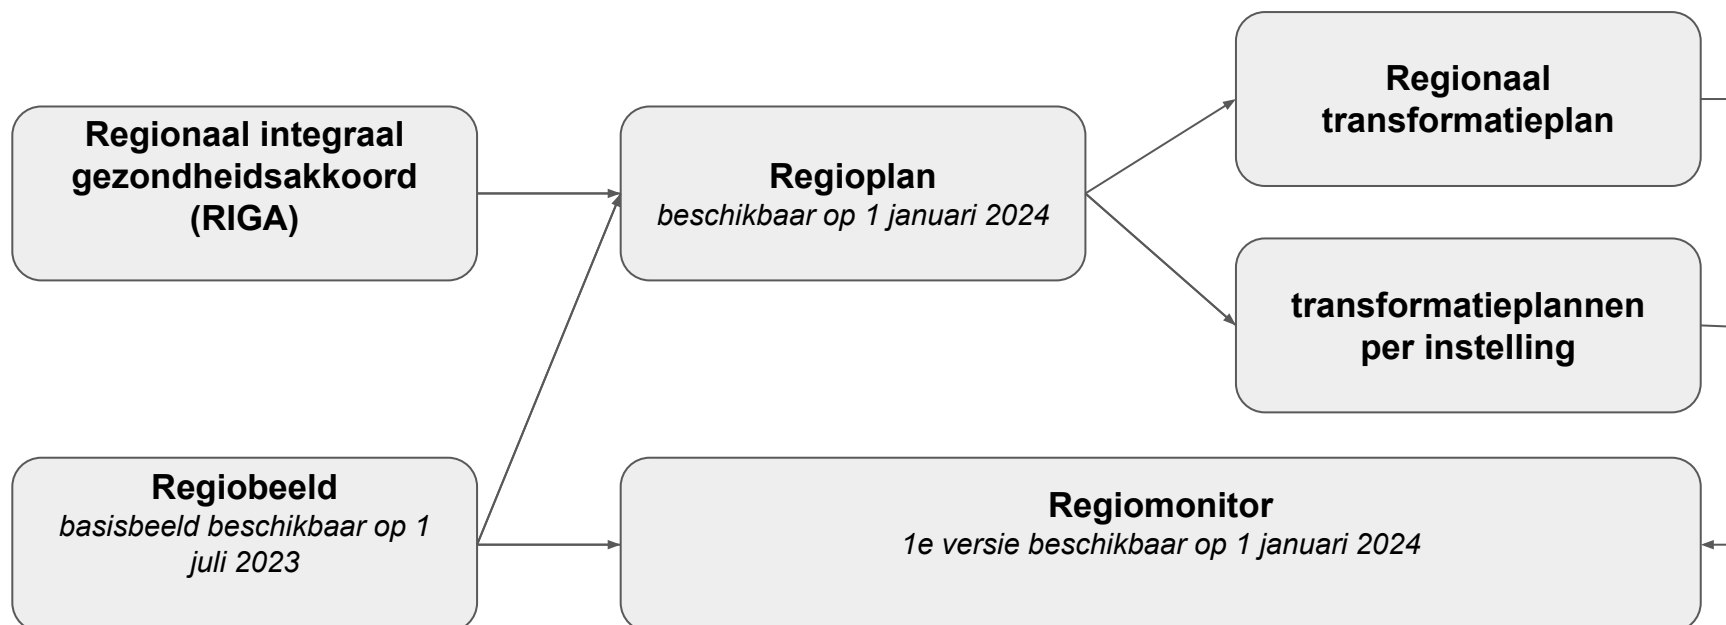 Regionaal integraal
gezondheidsakkoord
(RIGA)
Regioplan
beschikbaar op 1 januari 2024
Regionaal
transformatieplan
transformatieplannen
per instelling
Regiobeeld
basisbeeld beschikbaar op 1
juli 2023
Regiomonitor
1e versie beschikbaar op 1 januari 2024